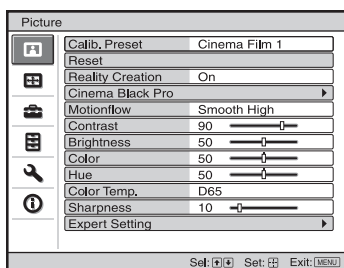 Picture
Calib. Preset Cinema Film 1
Reset
Reality Creation On
Cinema Black Pro
Motionflow Smooth High
Contrast 90
Brightness 50
Color 50
Hue 50
Color Temp. D65
Sharpness 10
Expert Setting
Sel: Set: Exit: MENU